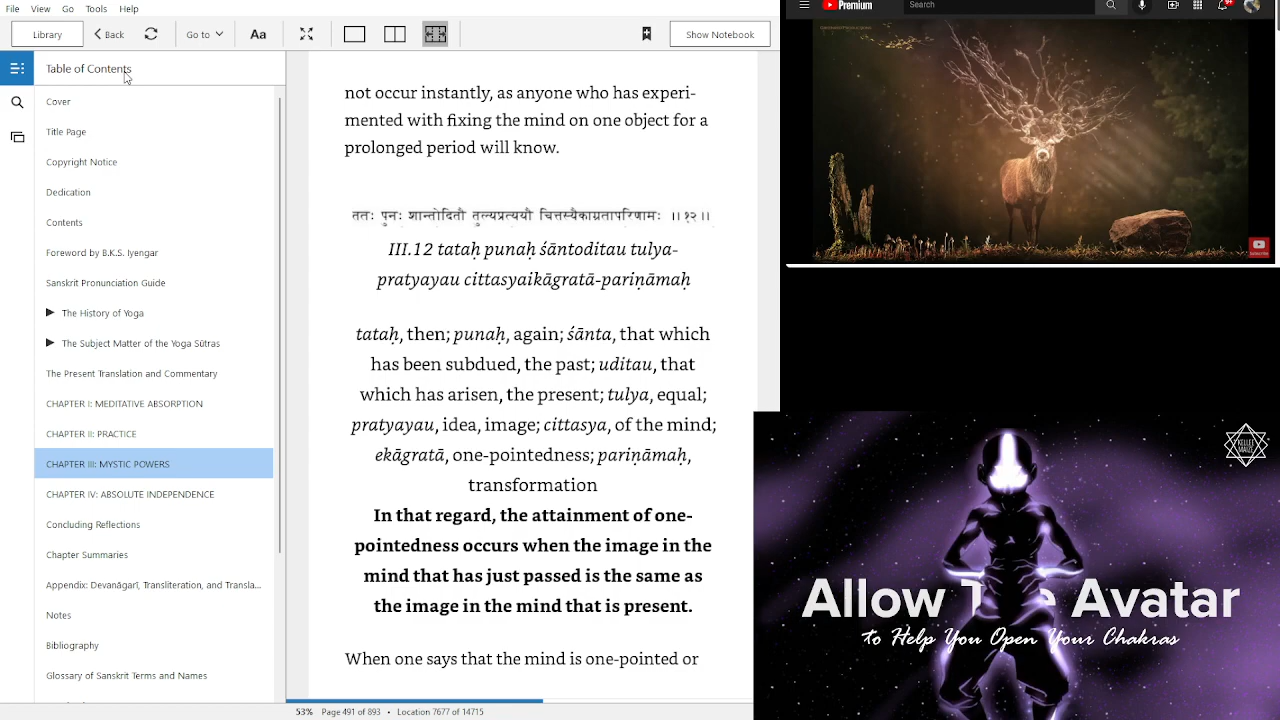 File View Go Tools Help
Library
Back
Go to
Aa
Show Notebook
Table of Contents
Cover
Title Page
Copyright Notice
Dedication
Contents
Foreword by B.K.S. Iyengar
Sanskrit Pronunciation Guide
The History of Yoga
The Subject Matter of the Yoga Sūtras
The Present Translation and Commentary
CHAPTER I: MEDITATIVE ABSORPTION
CHAPTER II: PRACTICE
CHAPTER III: MYSTIC POWERS
CHAPTER IV: ABSOLUTE INDEPENDENCE
Concluding Reflections
Chapter Summaries
Appendix: Devanāgarī, Transliteration, and Transla...
Notes
Bibliography
Glossary of Sanskrit Terms and Names
not occur instantly, as anyone who has experi-
mented with fixing the mind on one object for a
prolonged period will know.
ततः पुनः शान्तोदितौ तुल्यप्रत्ययौ चित्तस्यैकाग्रतापरिणामः ।।१२।।
III.12 tataḥ punaḥ śāntoditau tulya-
pratyayau cittasyaikāgratā-pariṇāmaḥ
tataḥ, then; punaḥ, again; śānta, that which
has been subdued, the past; uditau, that
which has arisen, the present; tulya, equal;
pratyayau, idea, image; cittasya, of the mind;
ekāgratā, one-pointedness; pariṇāmaḥ,
transformation
In that regard, the attainment of one-
pointedness occurs when the image in the
mind that has just passed is the same as
the image in the mind that is present.
When one says that the mind is one-pointed or
53% Page 491 of 893 • Location 7677 of 14715
Premium
Search
9+
Subscribe
Allow T e Avatar
to Help You Open Your Chakras